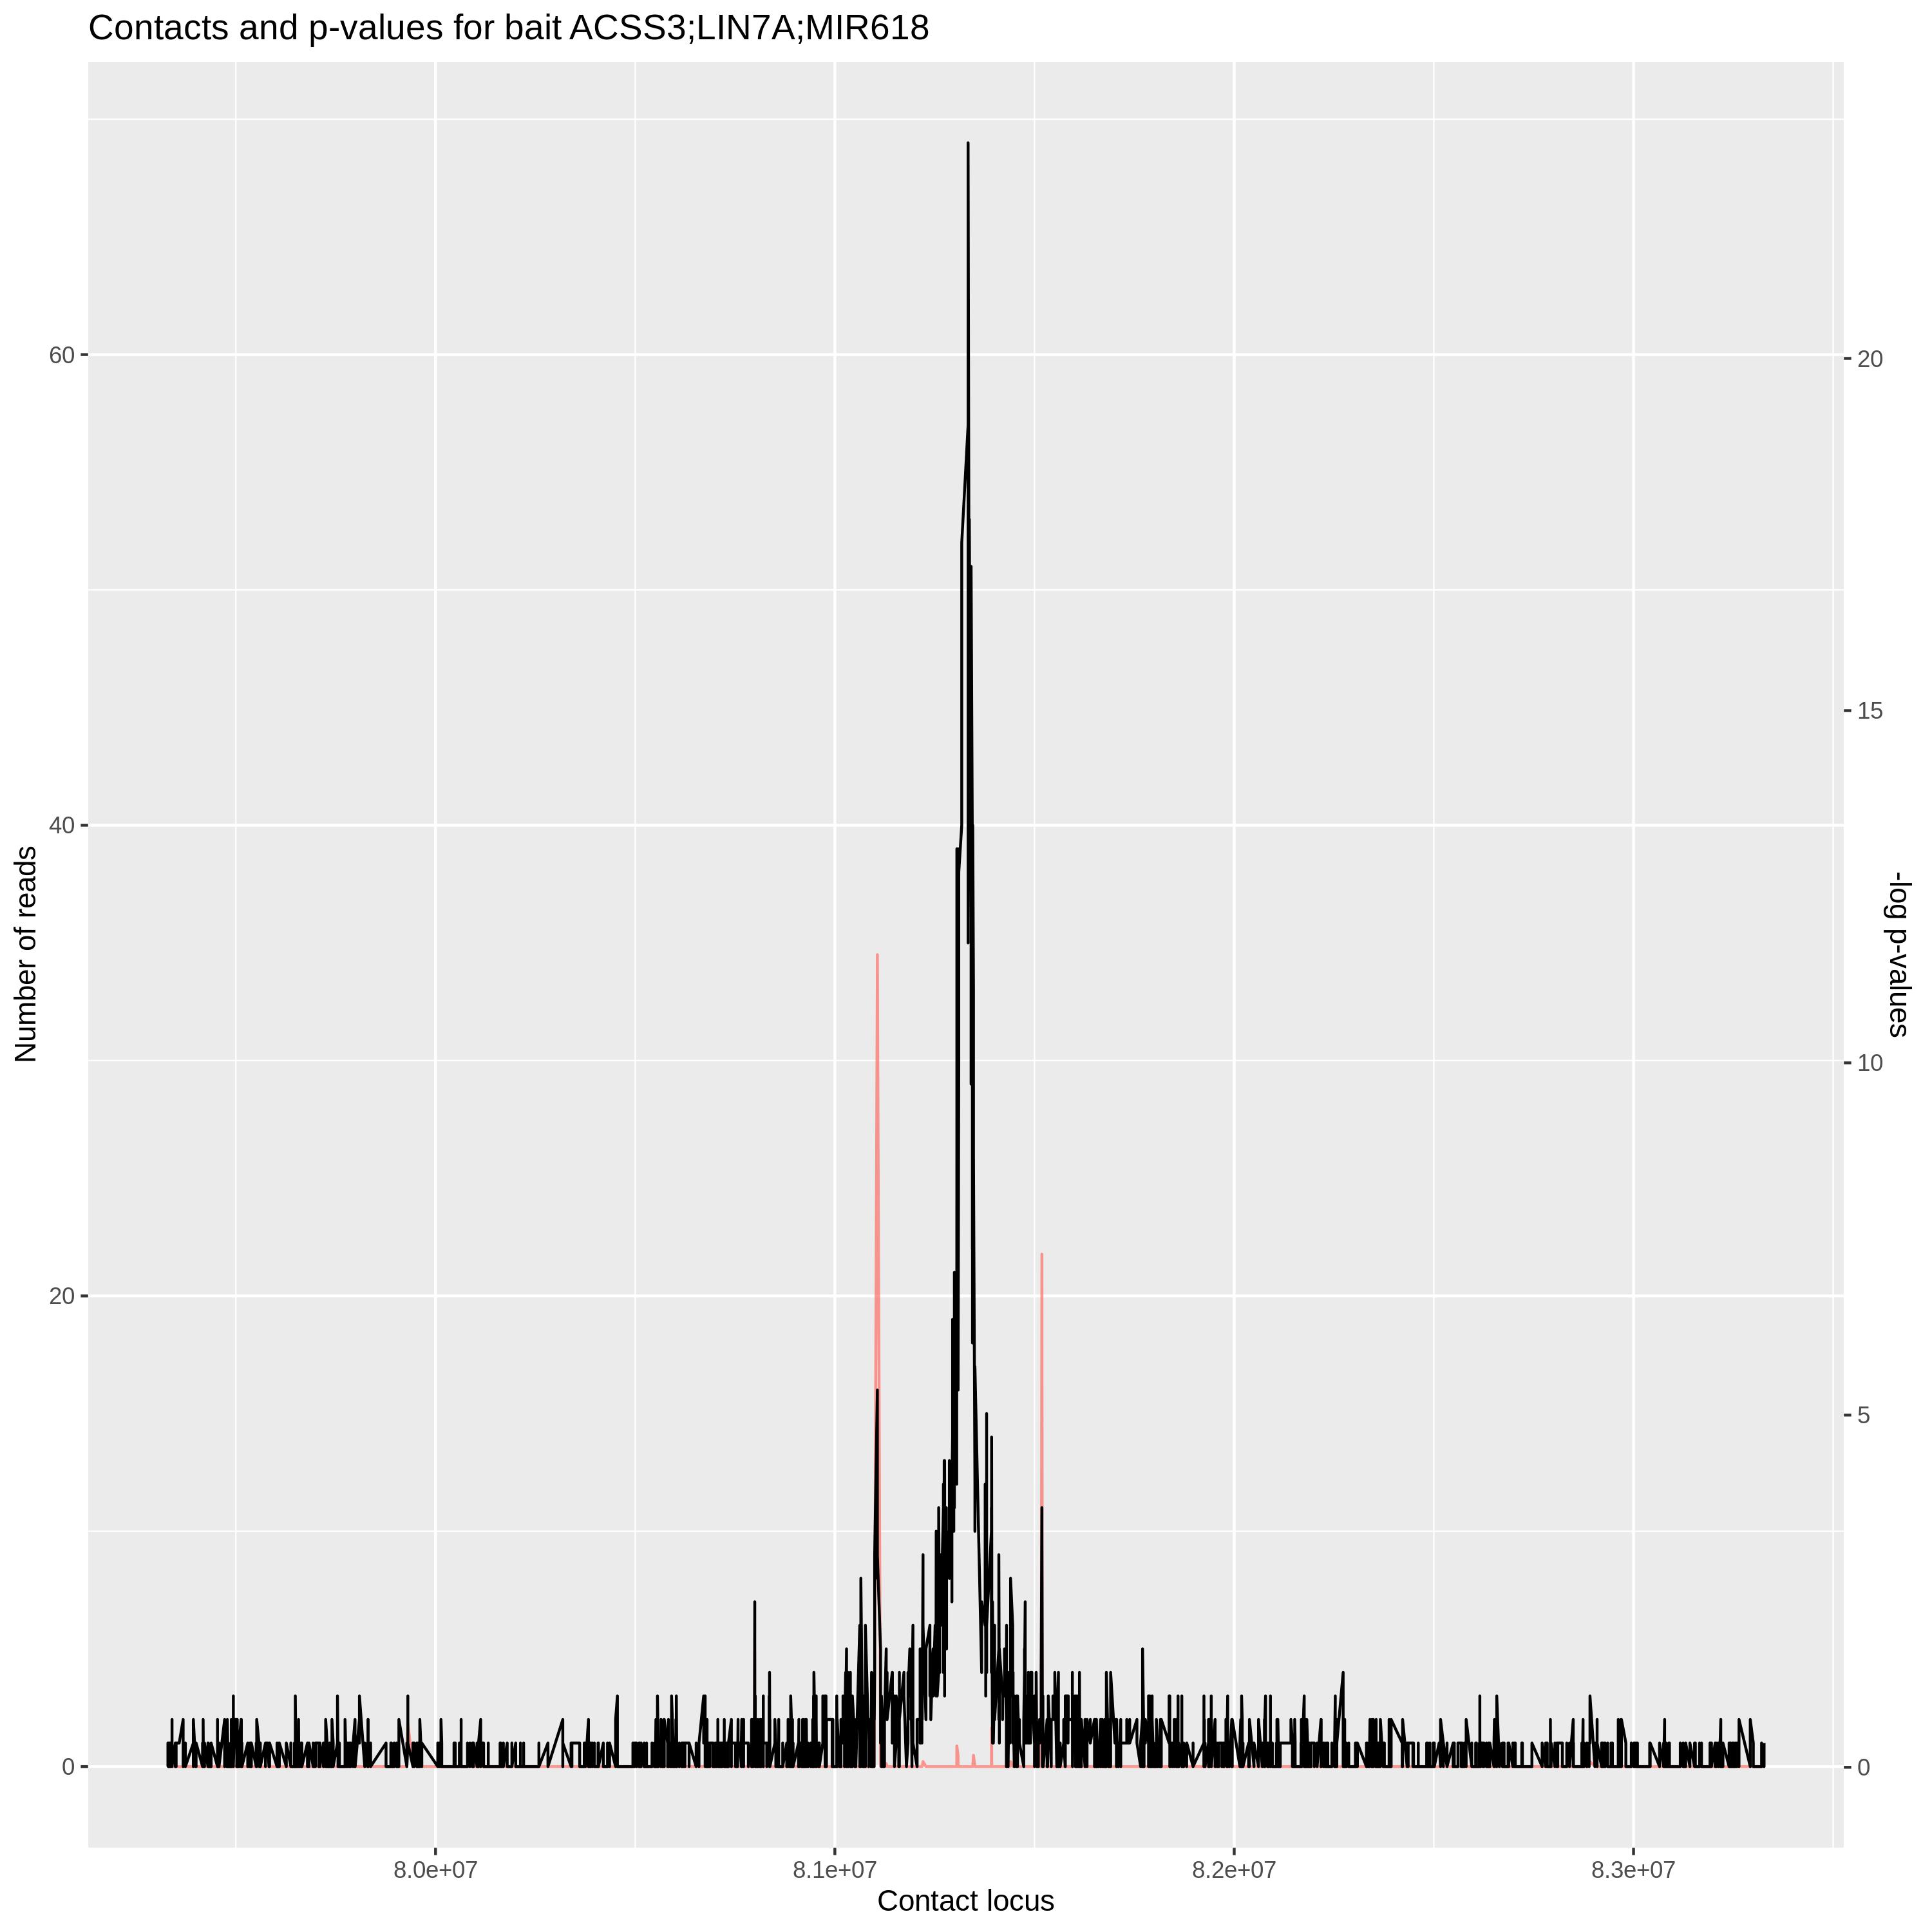 Contacts and p-values for bait ACSS3;LIN7A;MIR618
60
40
20
0
Number of reads
20
15
10
5
0
-log p-values
8.0e+07
8.1e+07
8.2e+07
8.3e+07
Contact locus